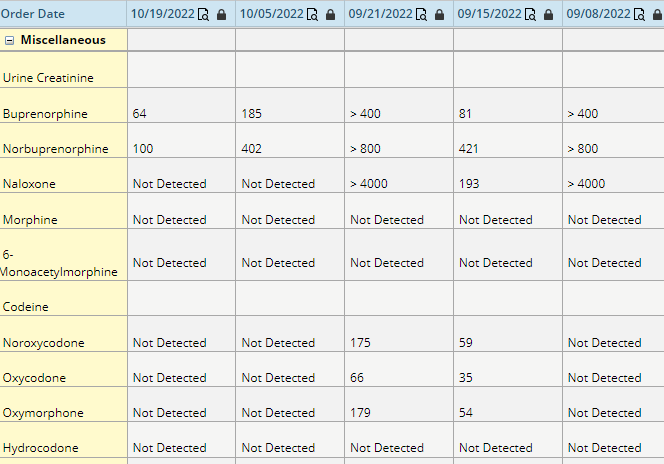 Order Date 10/19/2022 10/05/2022 09/21/2022 09/15/2022 09/08/2022
Miscellaneous
Urine Creatinine
Buprenorphine 64 185 > 400 81 > 400
Norbuprenorphine 100 402 > 800 421 > 800
Naloxone Not Detected Not Detected > 4000 193 > 4000
Morphine Not Detected Not Detected Not Detected Not Detected Not Detected
6-
Monoacetylmorphine Not Detected Not Detected Not Detected Not Detected Not Detected
Codeine
Noroxycodone Not Detected Not Detected 175 59 Not Detected
Oxycodone Not Detected Not Detected 66 35 Not Detected
Oxymorphone Not Detected Not Detected 179 54 Not Detected
Hydrocodone Not Detected Not Detected Not Detected Not Detected Not Detected